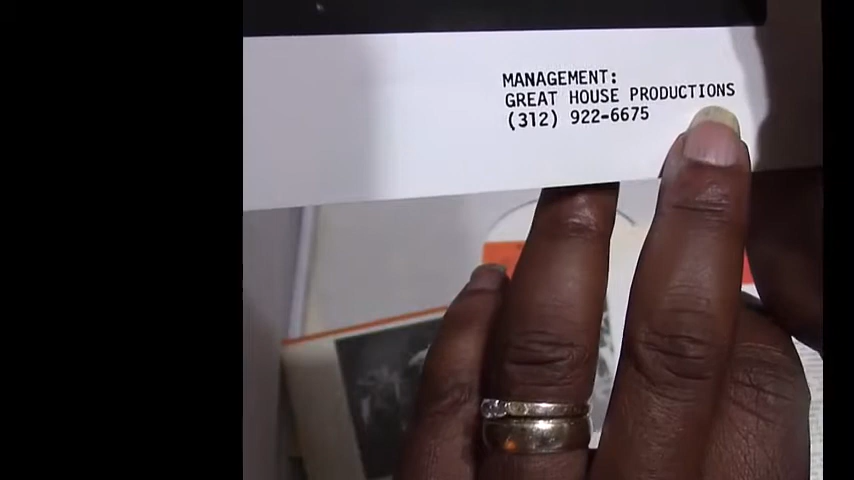 MANAGEMENT:
GREAT HOUSE PRODUCTIONS
(312) 922-6675